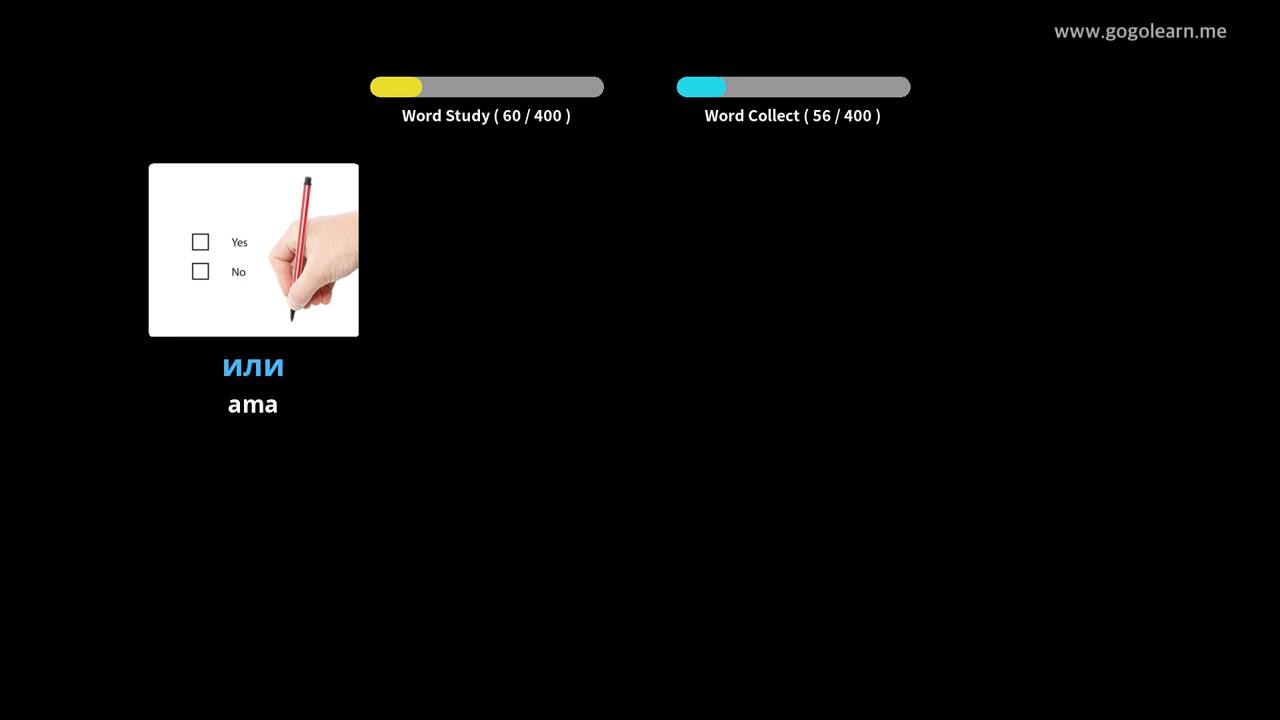 www.gogolearn.me
Word Study ( 60 / 400 )
Word Collect ( 56 / 400 )
Yes
No
или
ama